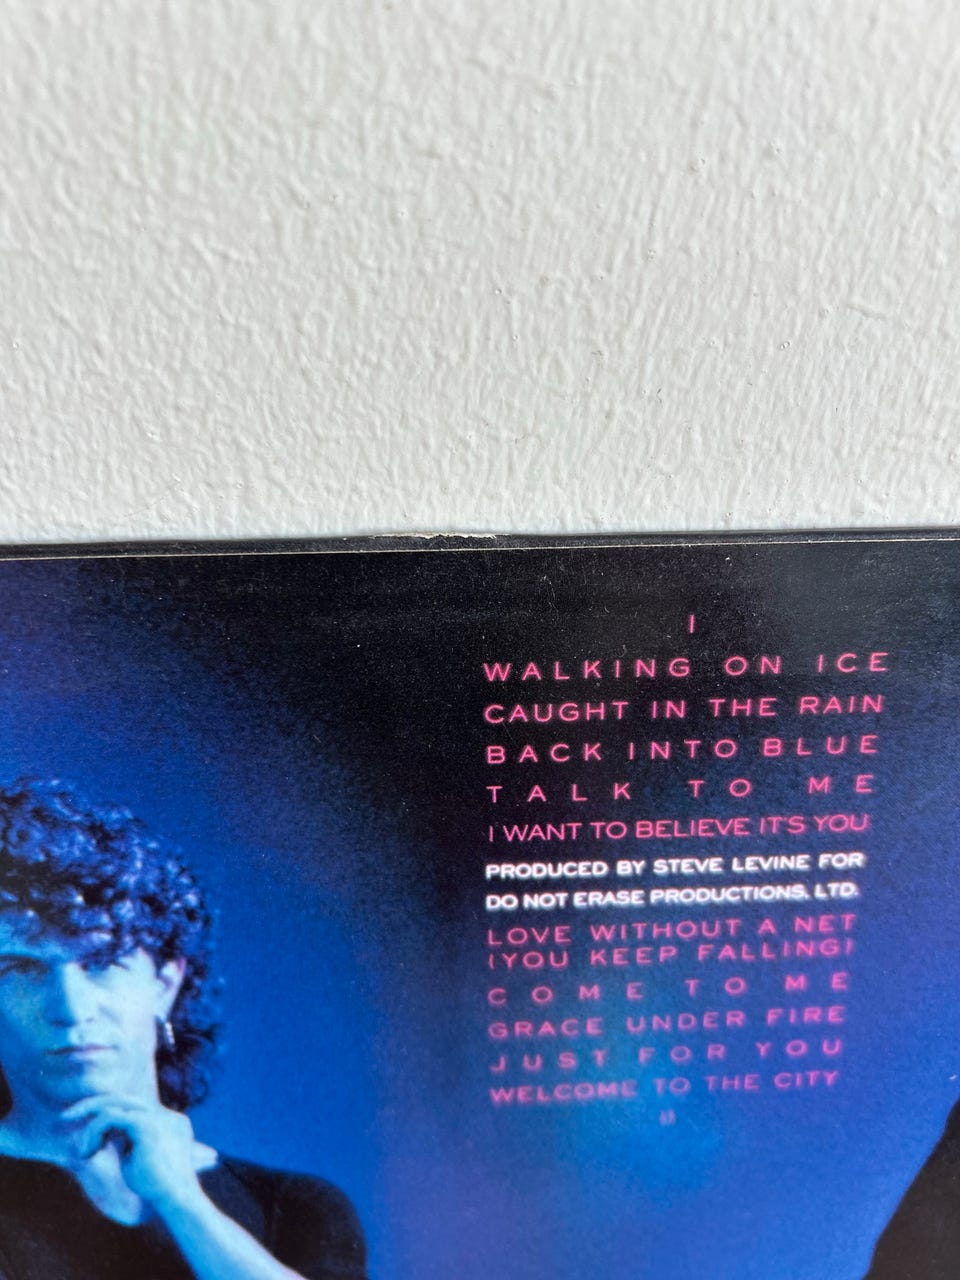 I
WALKING ON ICE
CAUGHT IN THE RAIN
BACK INTO BLUE
TALK TO ME
I WANT TO BELIEVE IT'S YOU
PRODUCED BY STEVE LEVINE FOR
DO NOT ERASE PRODUCTIONS. LTD.
LOVE WITHOUT A NET
(YOU KEEP FALLING)
COME TO ME
GRACE UNDER FIRE
JUST FOR YOU
WELCOME TO THE CITY
II